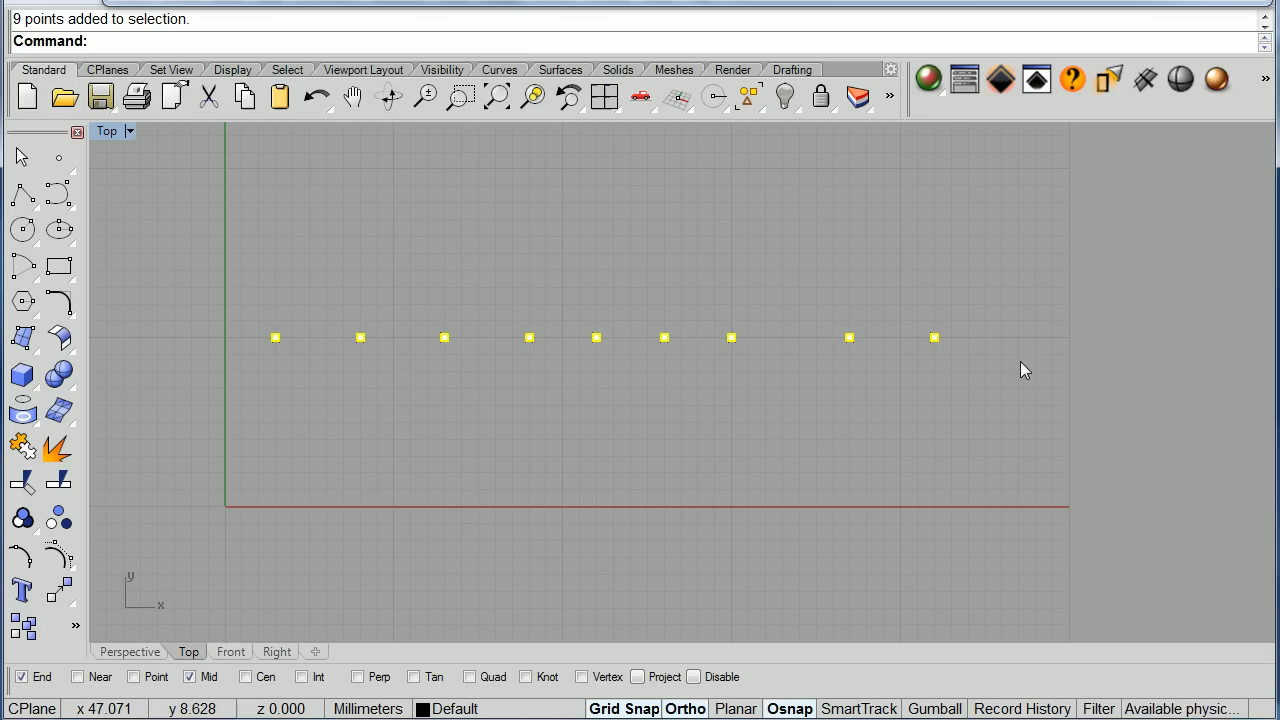 9 points added to selection.
Command:
Standard CPlanes Set View Display Select Viewport Layout Visibility Curves Surfaces Solids Meshes Render Drafting
» »
Top
y
x
»
Perspective Top Front Right
End Near Point Mid Cen Int Perp Tan Quad Knot Vertex Project Disable
CPlane x 47.071 y 8.628 z 0.000 Millimeters Default Grid Snap Ortho Planar Osnap SmartTrack Gumball Record History Filter Available physic...